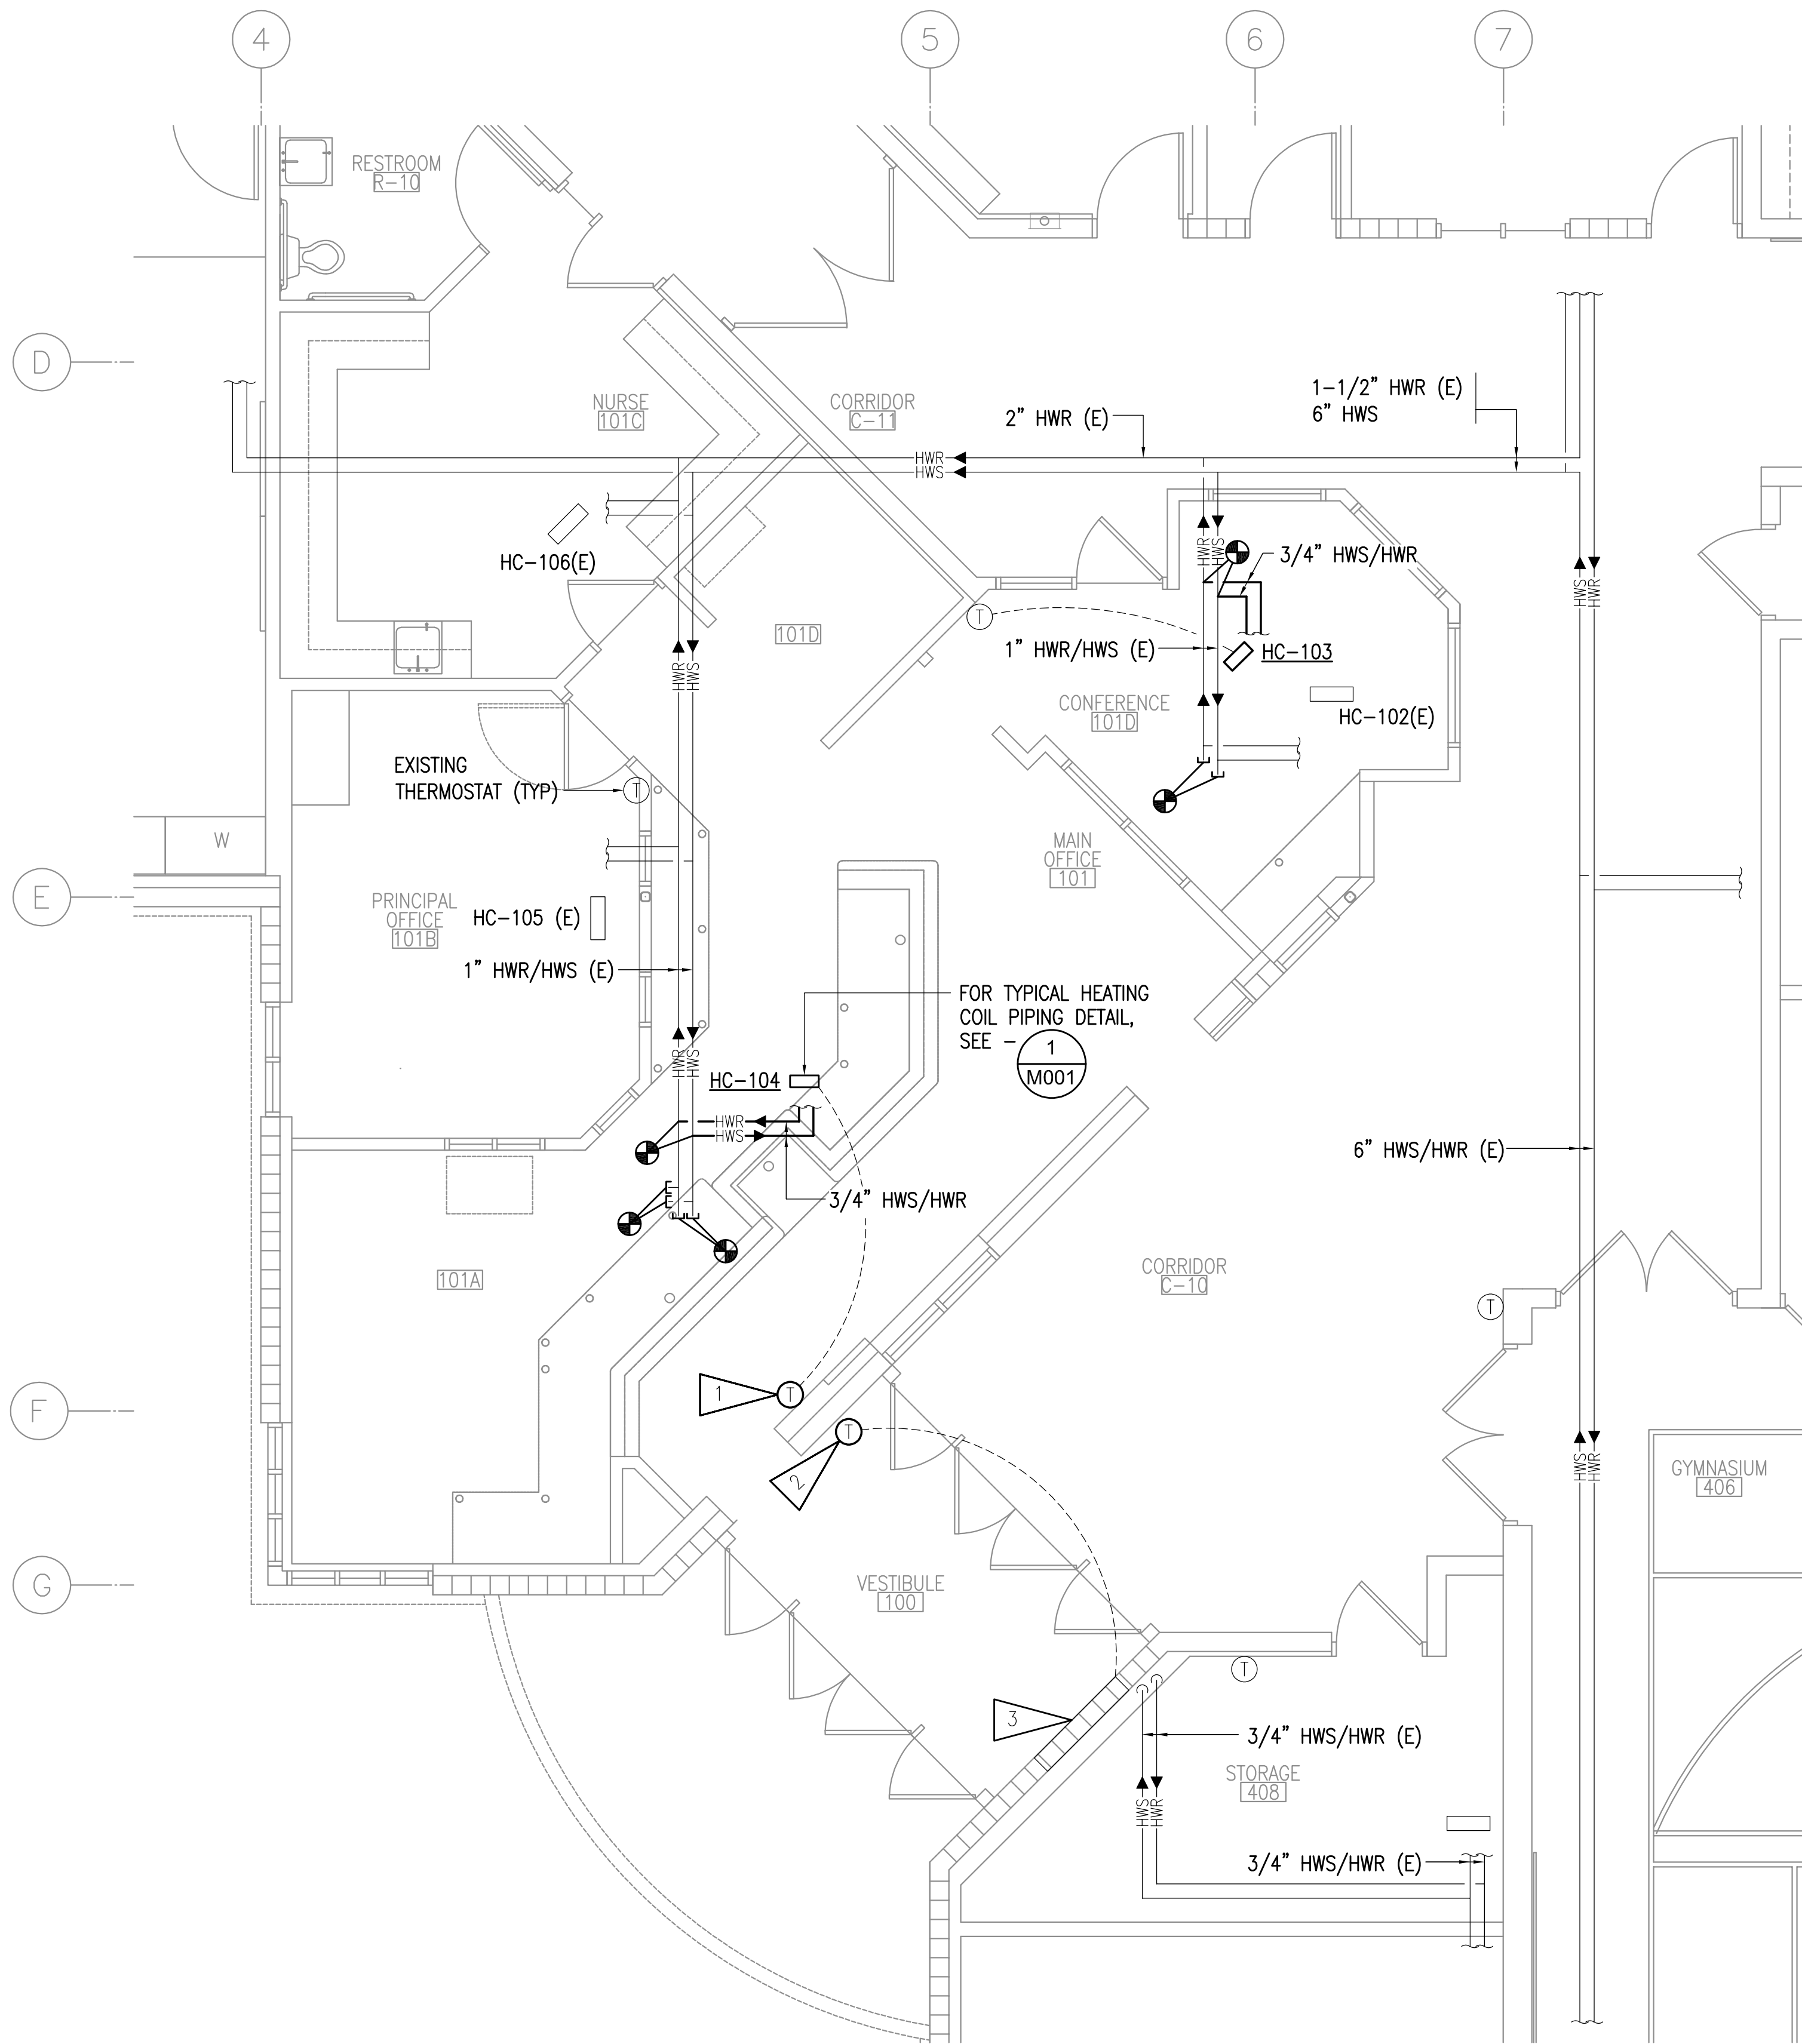 4
5
6
7
RESTROOM
R-10
D
NURSE
101C
CORRIDOR
C-11
2" HWR (E)
1-1/2" HWR (E)
6" HWS
HWR
HWS
HC-106(E)
HWR
HWS
3/4" HWS/HWR
HWS
HWR
T
101D
1" HWR/HWS (E)
HC-103
HWR
HWS
CONFERENCE
101D
HC-102(E)
EXISTING
THERMOSTAT (TYP)
T
W
MAIN
OFFICE
101
E
PRINCIPAL
OFFICE
101B
HC-105 (E)
1" HWR/HWS (E)
FOR TYPICAL HEATING
COIL PIPING DETAIL,
SEE -
1
M001
HWR
HWS
HC-104
HWR
HWS
6" HWS/HWR (E)
3/4" HWS/HWR
101A
CORRIDOR
C-10
T
F
1
T
T
2
HWS
HWR
GYMNASIUM
406
G
VESTIBULE
100
T
3
3/4" HWS/HWR (E)
STORAGE
408
HWS
HWR
3/4" HWS/HWR (E)